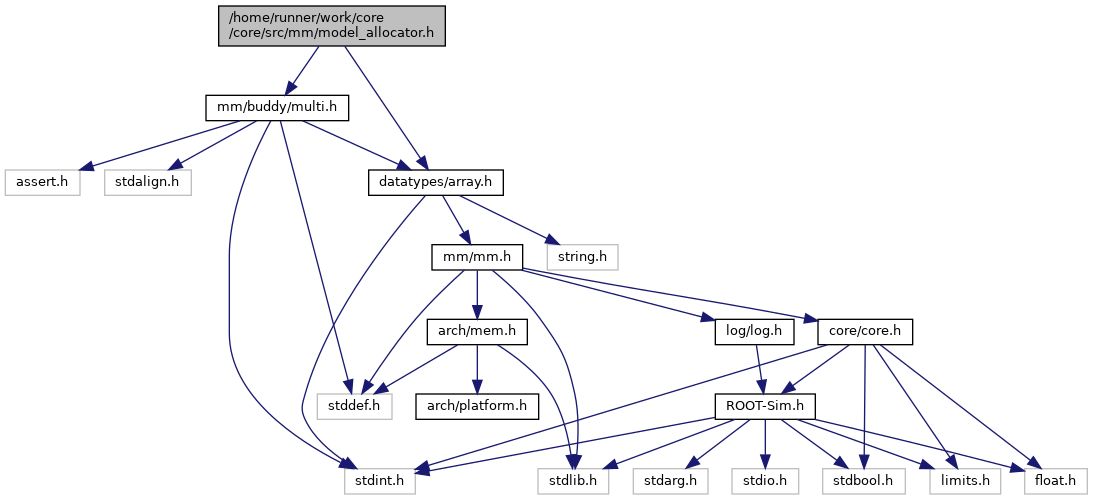 /home/runner/work/core
/core/src/mm/model_allocator.h
mm/buddy/multi.h
assert.h
stdalign.h
datatypes/array.h
mm/mm.h
string.h
arch/mem.h
log/log.h
core/core.h
stddef.h
arch/platform.h
ROOT-Sim.h
stdint.h
stdlib.h
stdarg.h
stdio.h
stdbool.h
limits.h
float.h